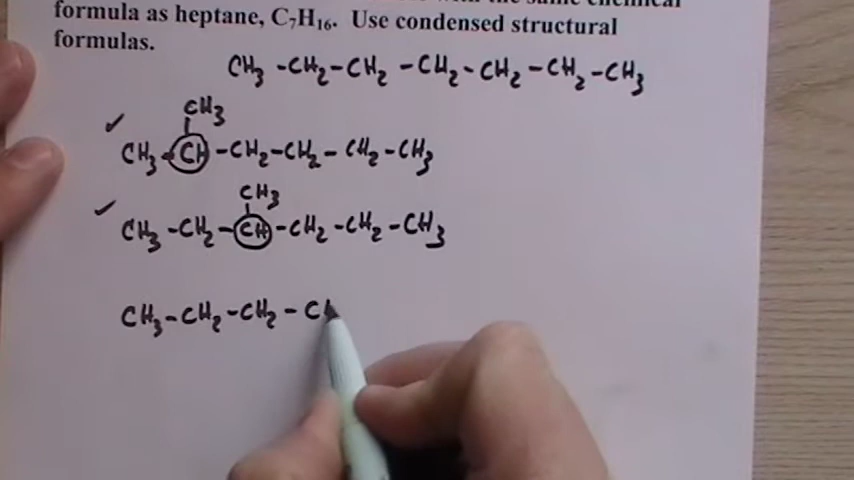 formula as heptane, C₇H₁₆. Use condensed structural
formulas.
CH₃ -CH₂-CH₂ -CH₂-CH₂-CH₂-CH₃
CH₃
✓ CH₃-CH-CH₂-CH₂-CH₂-CH₃
CH₃
✓ CH₃-CH₂-CH-CH₂-CH₂-CH₃
CH₃-CH₂-CH₂-C